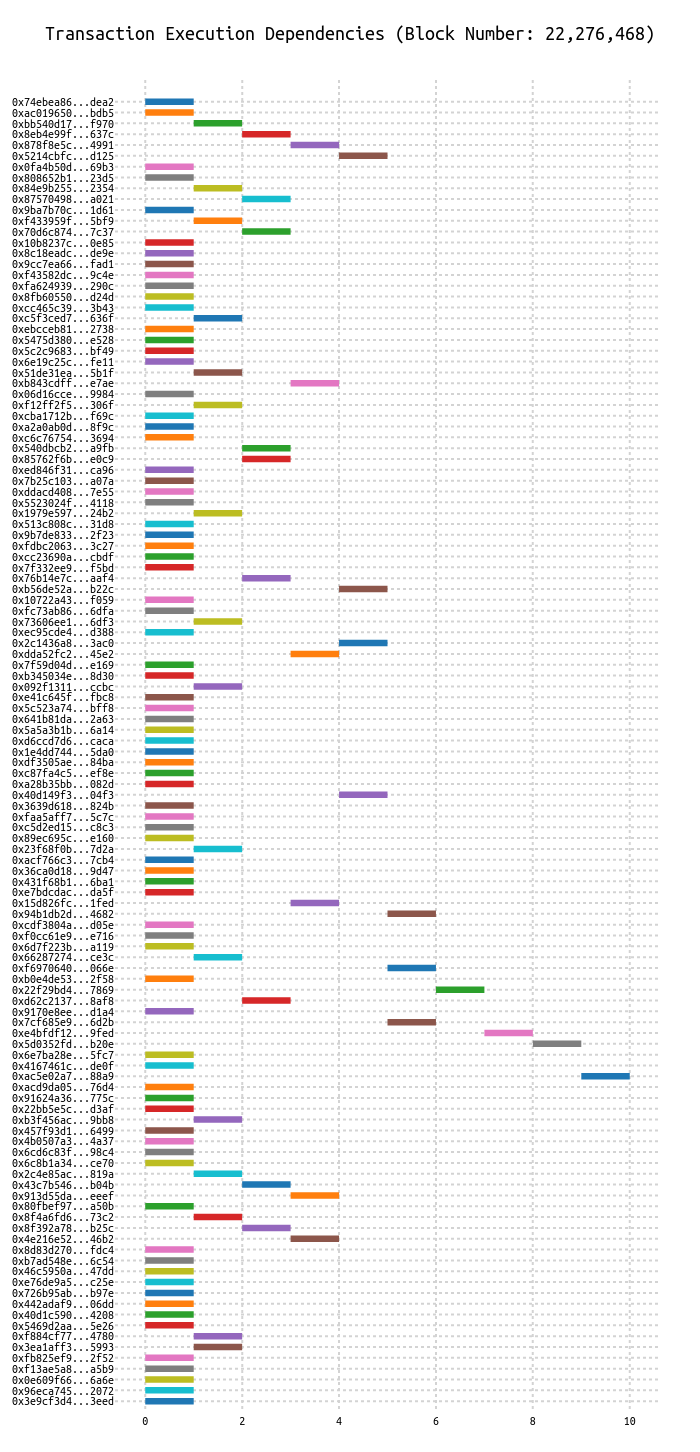 Transaction Execution Dependencies (Block Number: 22,276,468)
0x74ebea86...dea2
0xac019650...bdb5
0xbb540d17...f970
0x8eb4e99f...637c
0x878f8e5c...4991
0x5214cbfc...d125
0x0fa4b50d...69b3
0x808652b1...23d5
0x84e9b255...2354
0x87570498...a021
0x9ba7b70c...1d61
0xf433959f...5bf9
0x70d6c874...7c37
0x10b8237c...0e85
0x8c18eadc...de9e
0x9cc7ea66...fad1
0xf43582dc...9c4e
0xfa624939...290c
0x8fb60550...d24d
0xcc465c39...3b43
0xc5f3ced7...636f
0xebcceb81...2738
0x5475d380...e528
0x5c2c9683...bf49
0x6e19c25c...fe11
0x51de31ea...5b1f
0xb843cdff...e7ae
0x06d16cce...9984
0xf12ff2f5...306f
0xcba1712b...f69c
0xa2a0ab0d...8f9c
0xc6c76754...3694
0x540dbcb2...a9fb
0x85762f6b...e0c9
0xed846f31...ca96
0x7b25c103...a07a
0xddacd408...7e55
0x5523024f...4118
0x1979e597...24b2
0x513c808c...31d8
0x9b7de833...2f23
0xfdbc2063...3c27
0xcc23690a...cbdf
0x7f332ee9...f5bd
0x76b14e7c...aaf4
0xb56de52a...b22c
0x10722a43...f059
0xfc73ab86...6dfa
0x73606ee1...6df3
0xec95cde4...d388
0x2c1436a8...3ac0
0xdda52fc2...45e2
0x7f59d04d...e169
0xb345034e...8d30
0x092f1311...ccbc
0xe41c645f...fbc8
0x5c523a74...bff8
0x641b81da...2a63
0x5a5a3b1b...6a14
0xd6ccd7d6...caca
0x1e4dd744...5da0
0xdf3505ae...84ba
0xc87fa4c5...ef8e
0xa28b35bb...082d
0x40d149f3...04f3
0x3639d618...824b
0xfaa5aff7...5c7c
0xc5d2ed15...c8c3
0x89ec695c...e160
0x23f68f0b...7d2a
0xacf766c3...7cb4
0x36ca0d18...9d47
0x431f68b1...6ba1
0xe7bdcdac...da5f
0x15d826fc...1fed
0x94b1db2d...4682
0xcdf3804a...d05e
0xf0cc61e9...e716
0x6d7f223b...a119
0x66287274...ce3c
0xf6970640...066e
0xb0e4de53...2f58
0x22f29bd4...7869
0xd62c2137...8af8
0x9170e8ee...d1a4
0x7cf685e9...6d2b
0xe4bfdf12...9fed
0x5d0352fd...b20e
0x6e7ba28e...5fc7
0x4167461c...de0f
0xac5e02a7...88a9
0xacd9da05...76d4
0x91624a36...775c
0x22bb5e5c...d3af
0xb3f456ac...9bb8
0x457f93d1...6499
0x4b0507a3...4a37
0x6cd6c83f...98c4
0x6c8b1a34...ce70
0x2c4e85ac...819a
0x43c7b546...b04b
0x913d55da...eeef
0x80fbef97...a50b
0x8f4a6fd6...73c2
0x8f392a78...b25c
0x4e216e52...46b2
0x8d83d270...fdc4
0xb7ad548e...6c54
0x46c5950a...47dd
0xe76de9a5...c25e
0x726b95ab...b97e
0x442adaf9...06dd
0x40d1c590...4208
0x5469d2aa...5e26
0xf884cf77...4780
0x3ea1aff3...5993
0xfb825ef9...2f52
0xf13ae5a8...a5b9
0x0e609f66...6a6e
0x96eca745...2072
0x3e9cf3d4...3eed
0 2 4 6 8 10